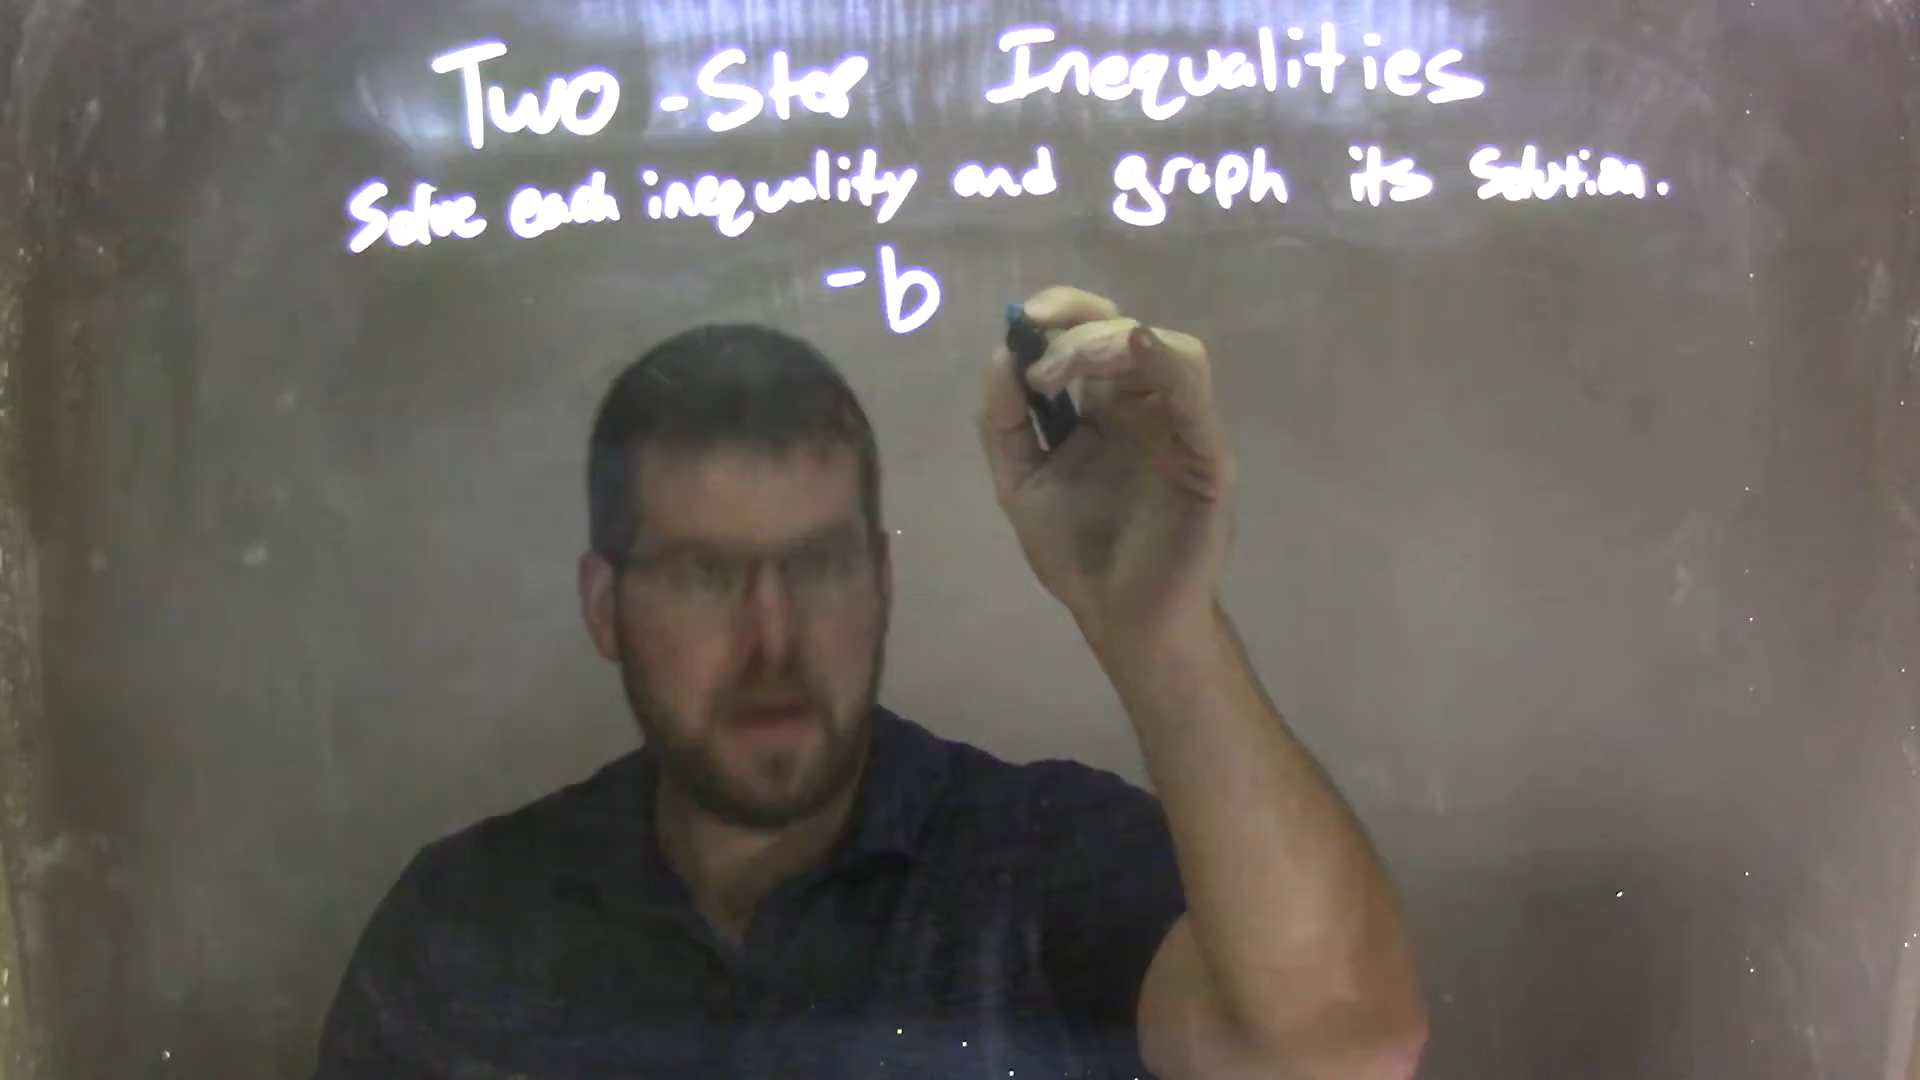 Two-Step Inequalities
Solve each inequality and graph its solution.
-b